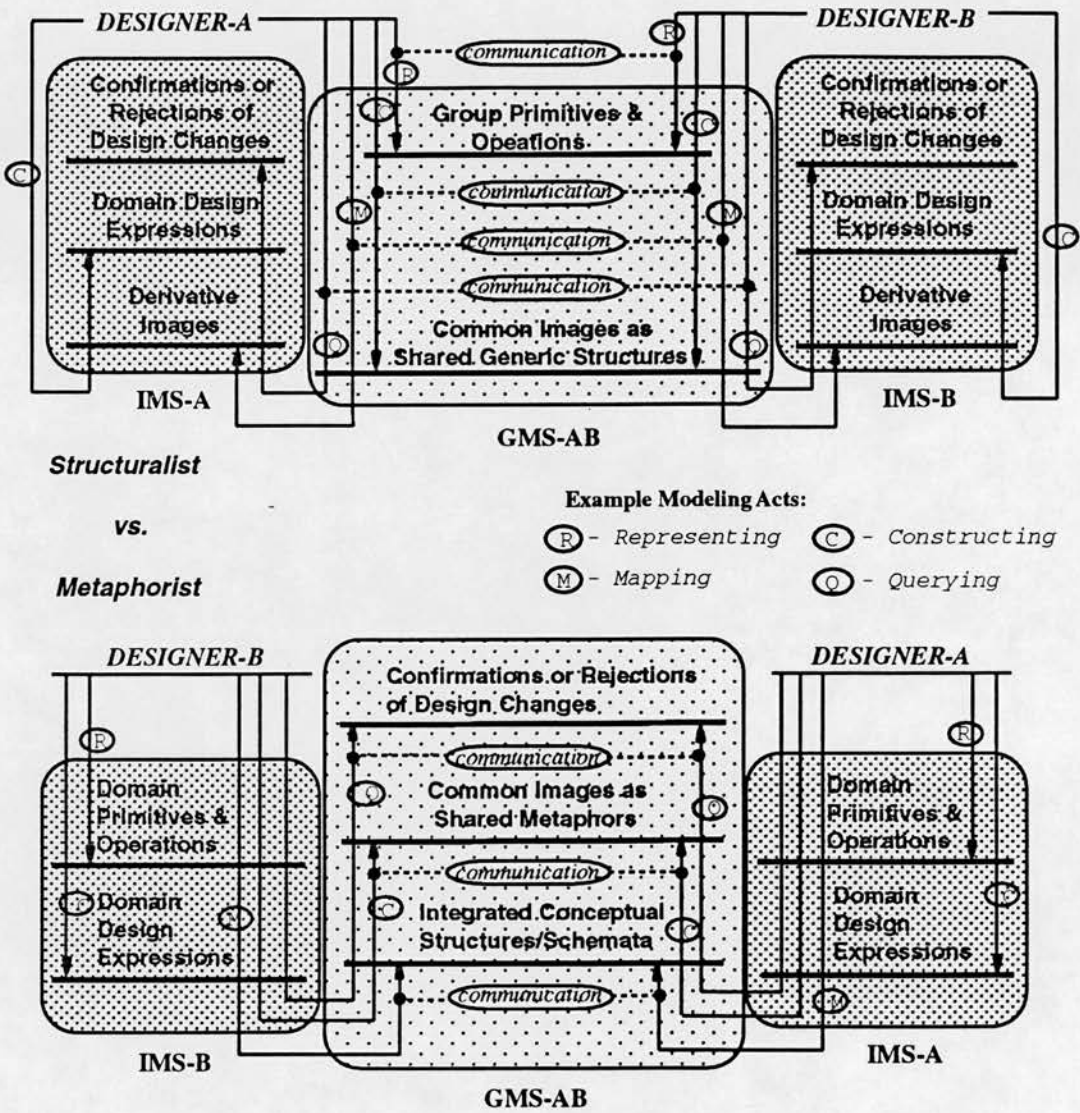 DESIGNER-A
communication
R
DESIGNER-B
R
Confirmations or
Rejections of
Design Changes
C
Group Primitives &
Opeations
C
Confirmations or
Rejections of
Design Changes
C
communication
Domain Design
Expressions
M
communication
M
Domain Design
Expressions
C
communication
Derivative
Images
Common Images as
Shared Generic Structures
Q
Q
Derivative
Images
IMS-A
GMS-AB
IMS-B
Structuralist
vs.
Metaphorist
Example Modeling Acts:
R - Representing
C - Constructing
M - Mapping
Q - Querying
DESIGNER-B
DESIGNER-A
Confirmations or Rejections
of Design Changes
R
R
communication
Domain
Primitives &
Operations
Q
Common Images as
Shared Metaphors
Q
Domain
Primitives &
Operations
communication
C
Domain
Design
Expressions
M
C
Integrated Conceptual
Structures/Schemata
C
Domain
Design
Expressions
C
communication
M
IMS-B
GMS-AB
IMS-A